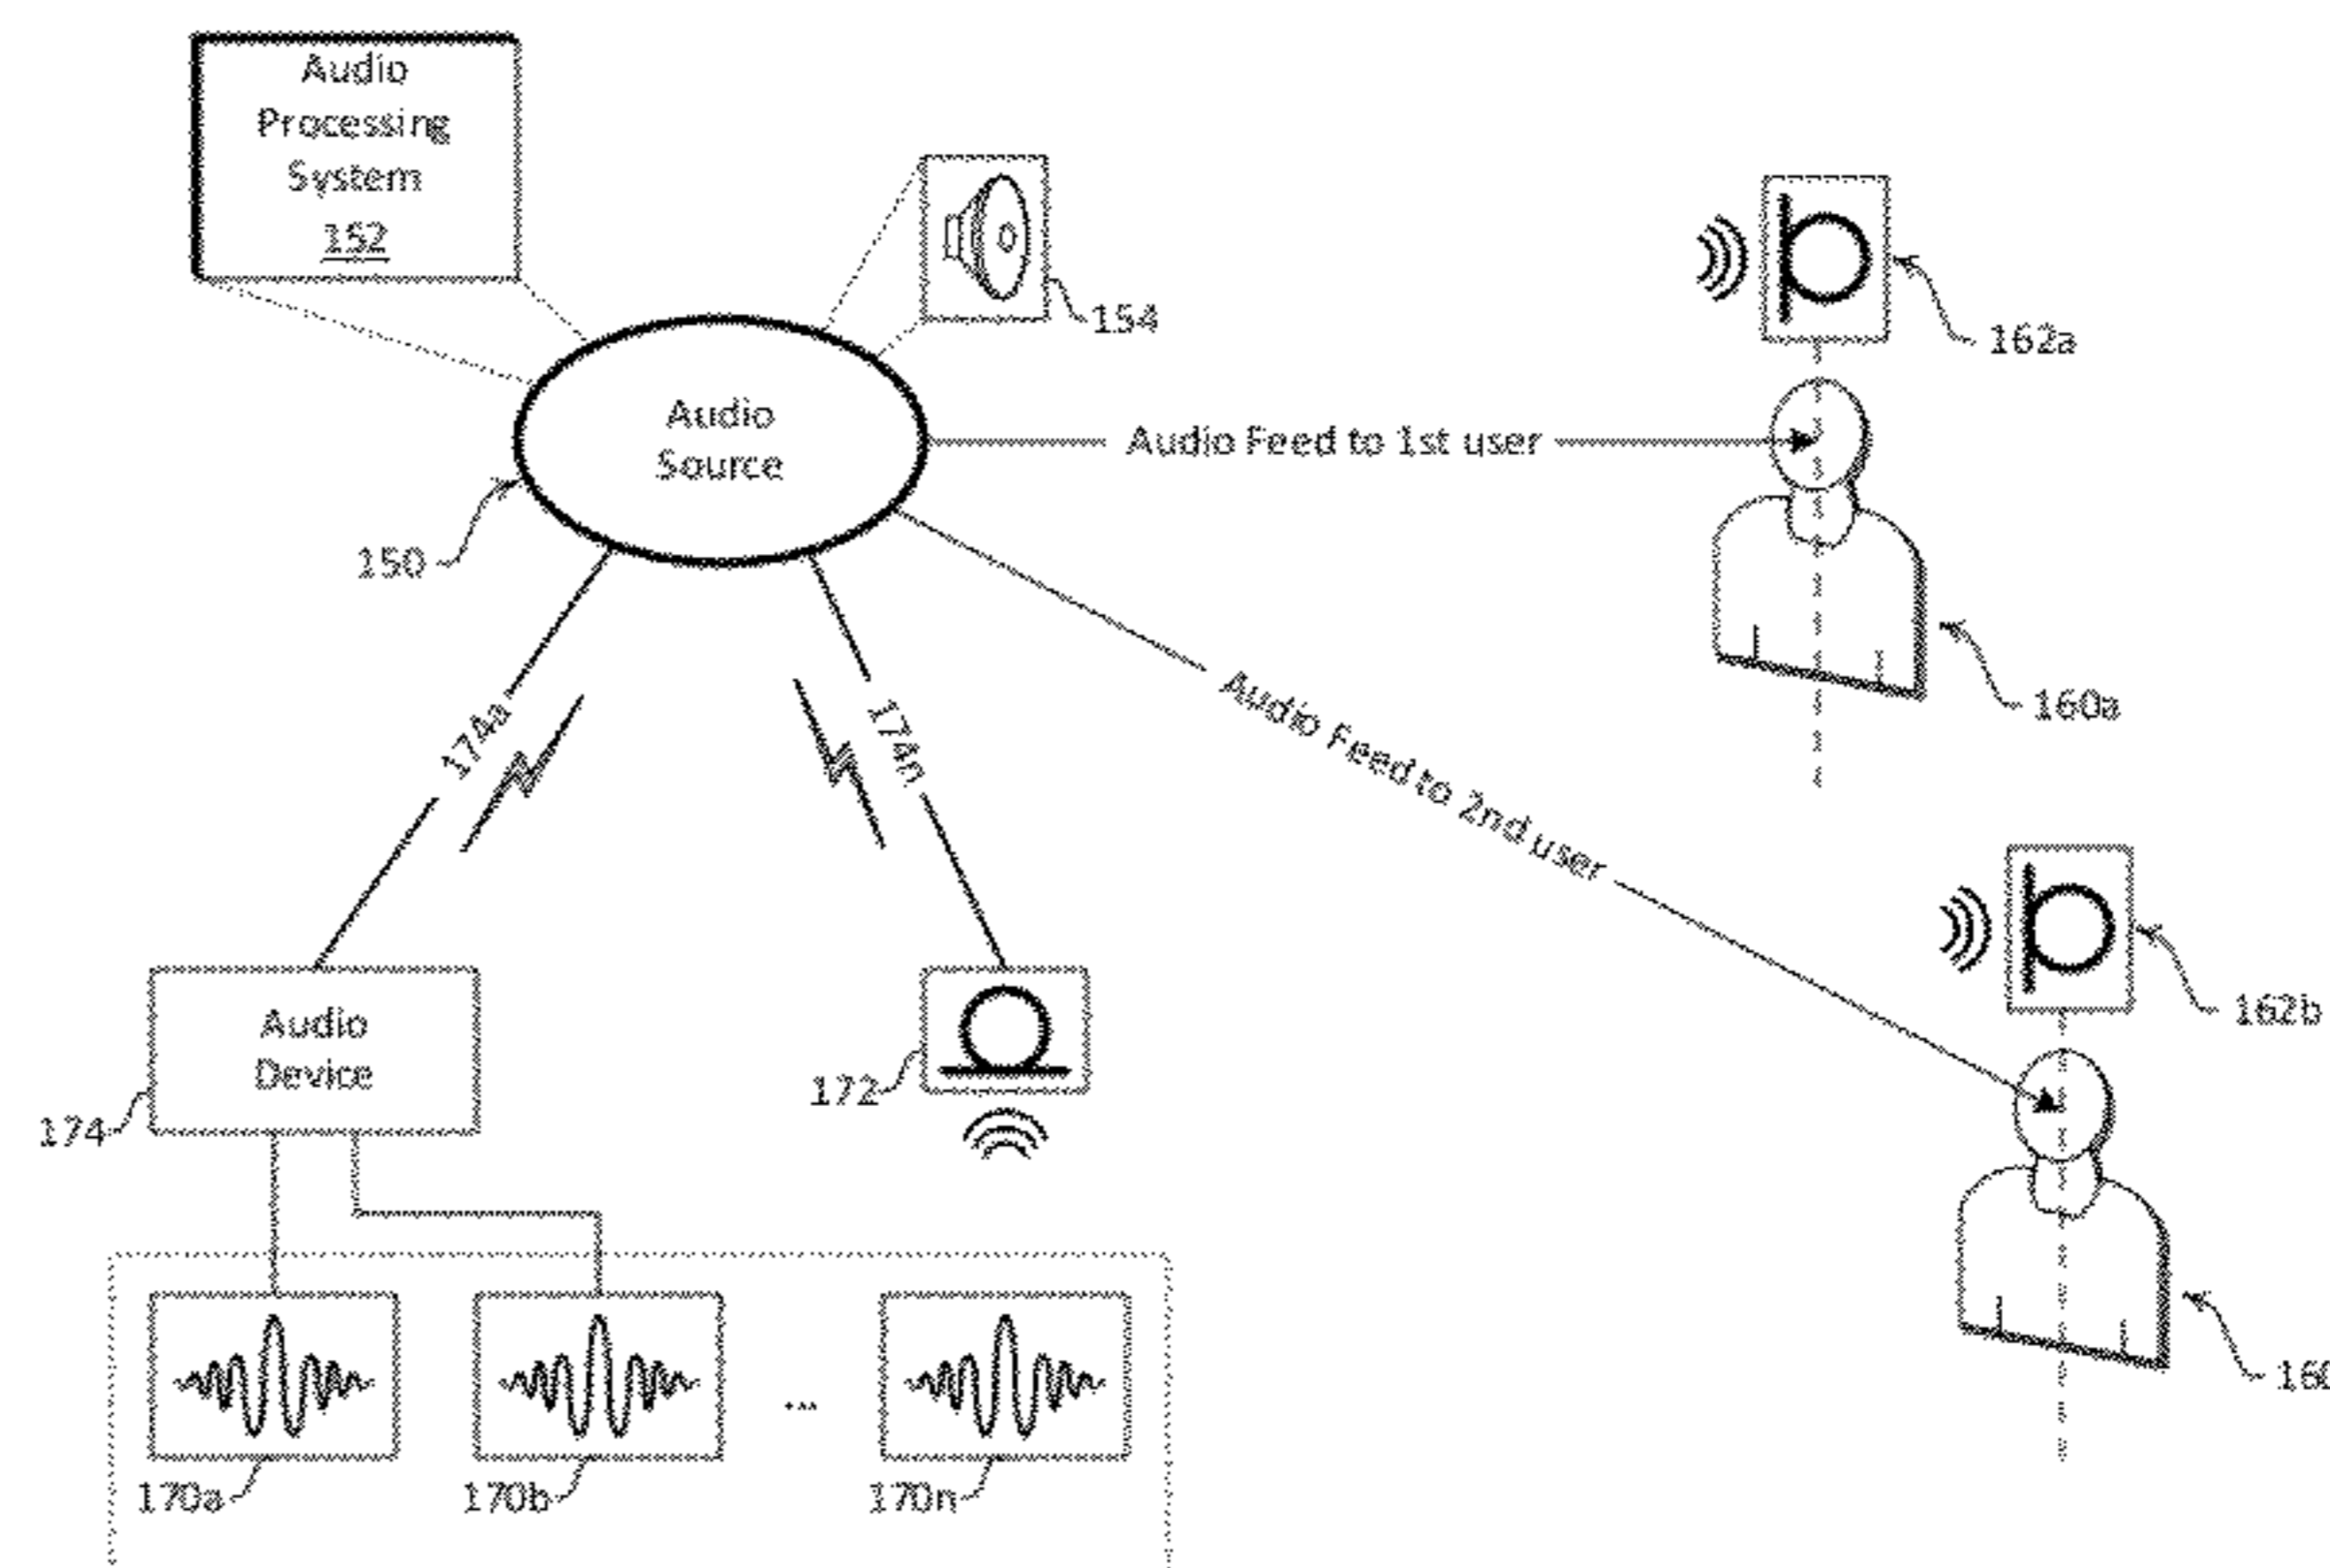 Audio
Processing
System
152
154
162a
Audio
Source
Audio Feed to 1st user
150
160a
174a
174n
Audio Feed to 2nd user
162b
Audio
Device
172
174
160
...
170a
170b
170n